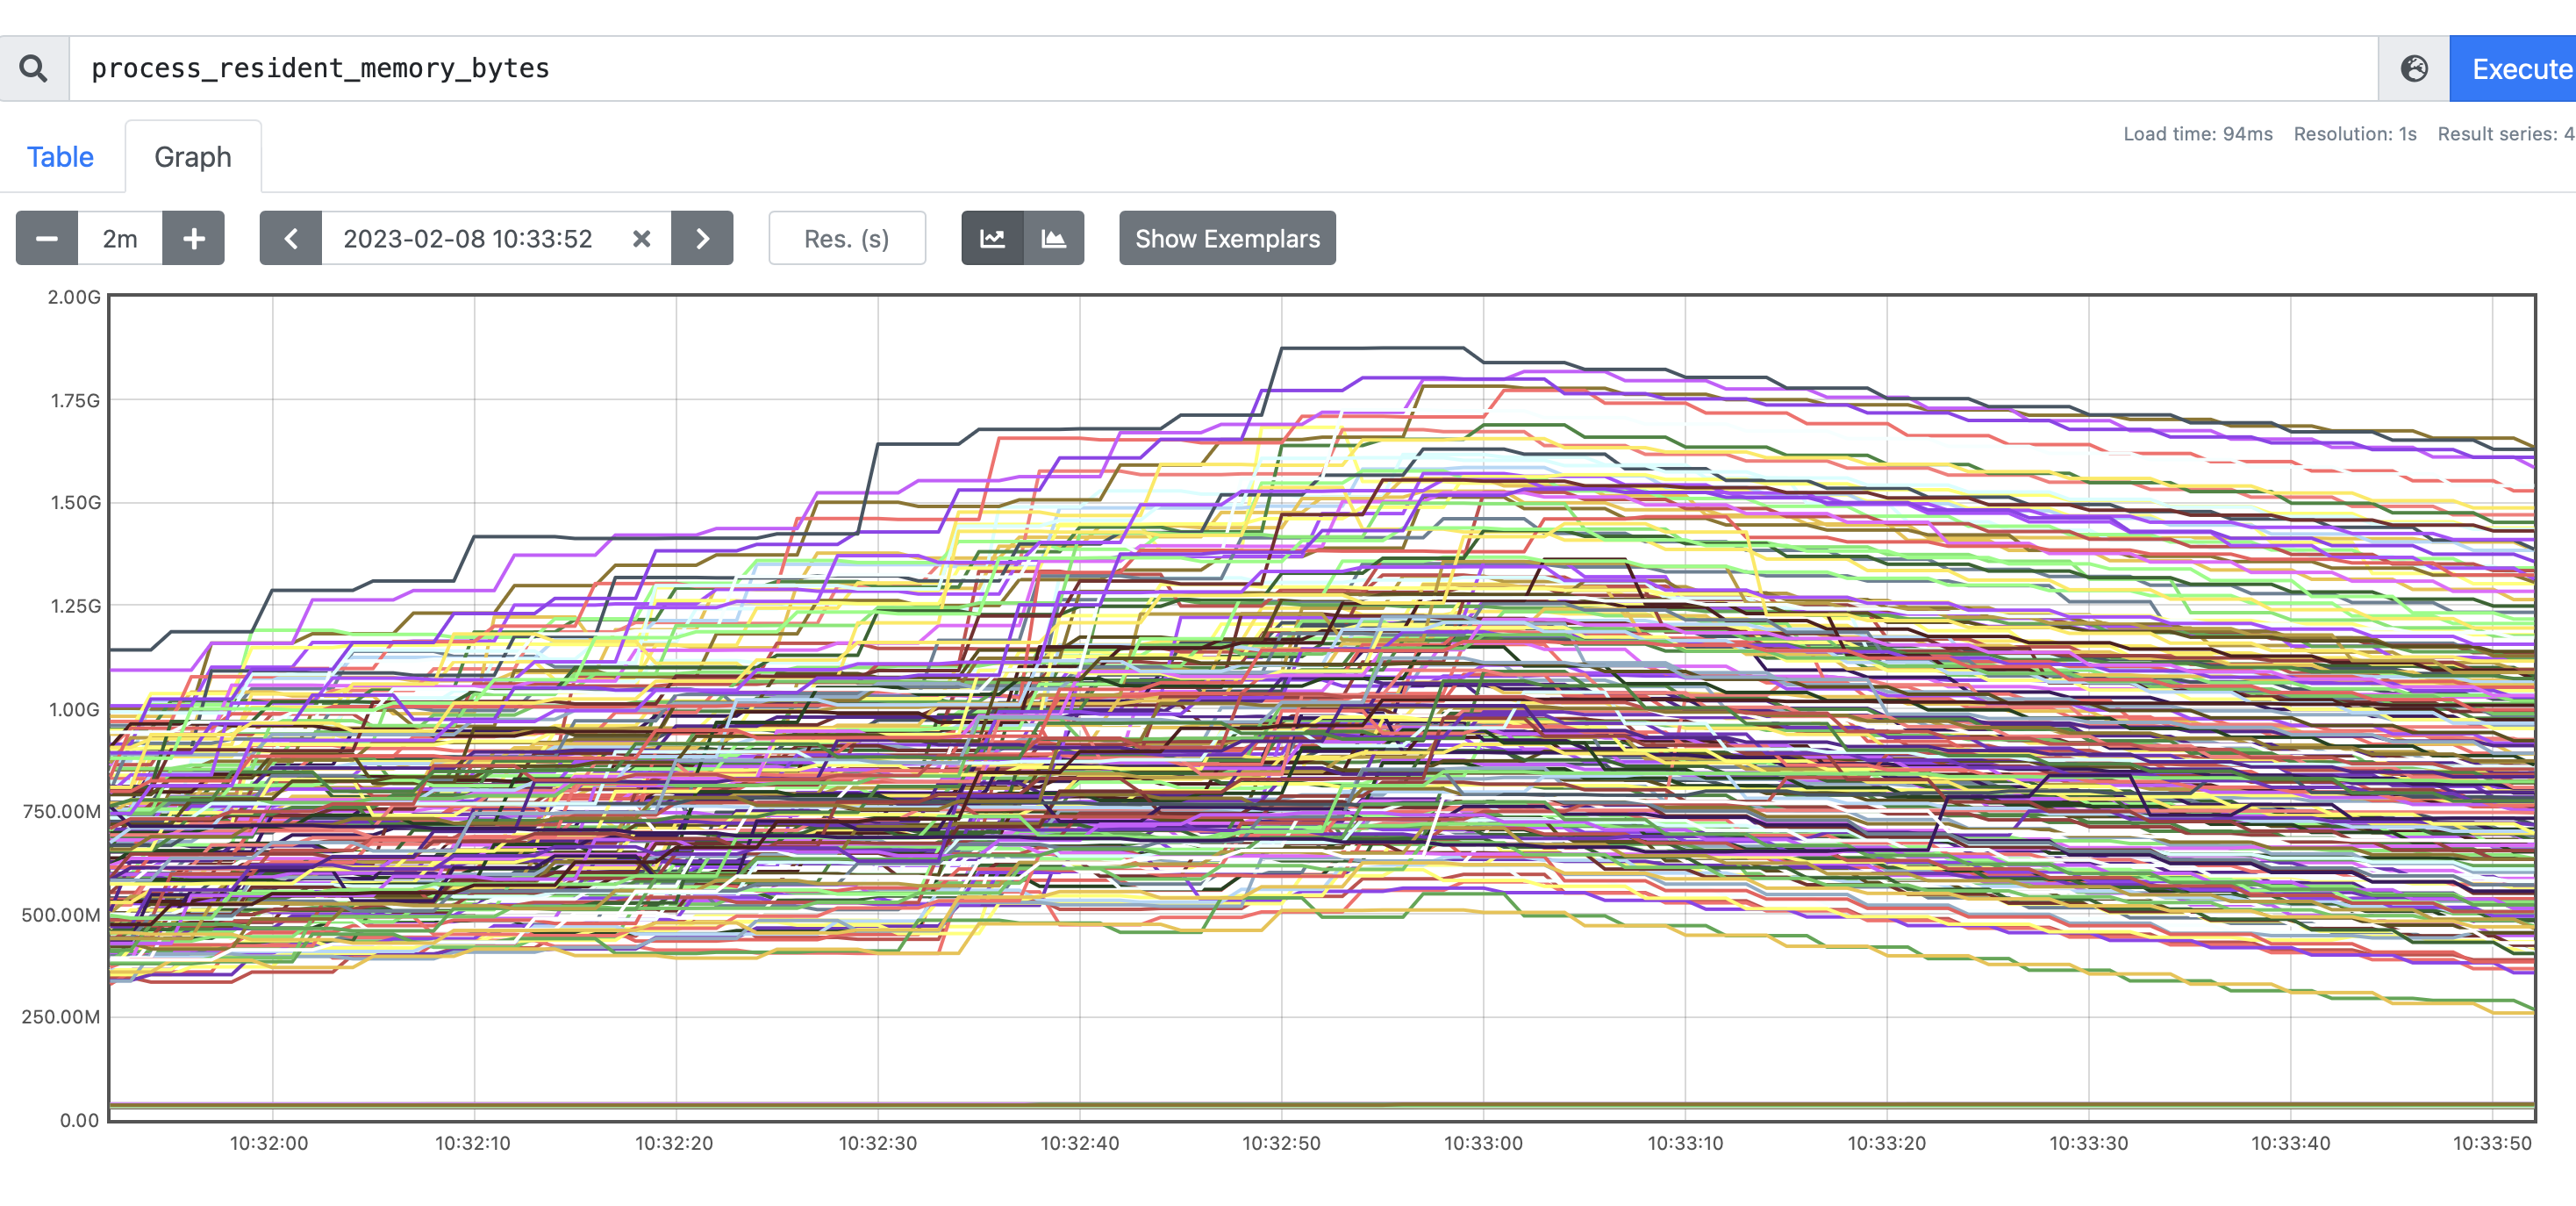 process_resident_memory_bytes
Execute
Table
Graph
Load time: 94ms Resolution: 1s Result series: 4
2m
2023-02-08 10:33:52
Res. (s)
Show Exemplars
2.00G
1.75G
1.50G
1.25G
1.00G
750.00M
500.00M
250.00M
0.00
10:32:00 10:32:10 10:32:20 10:32:30 10:32:40 10:32:50 10:33:00 10:33:10 10:33:20 10:33:30 10:33:40 10:33:50